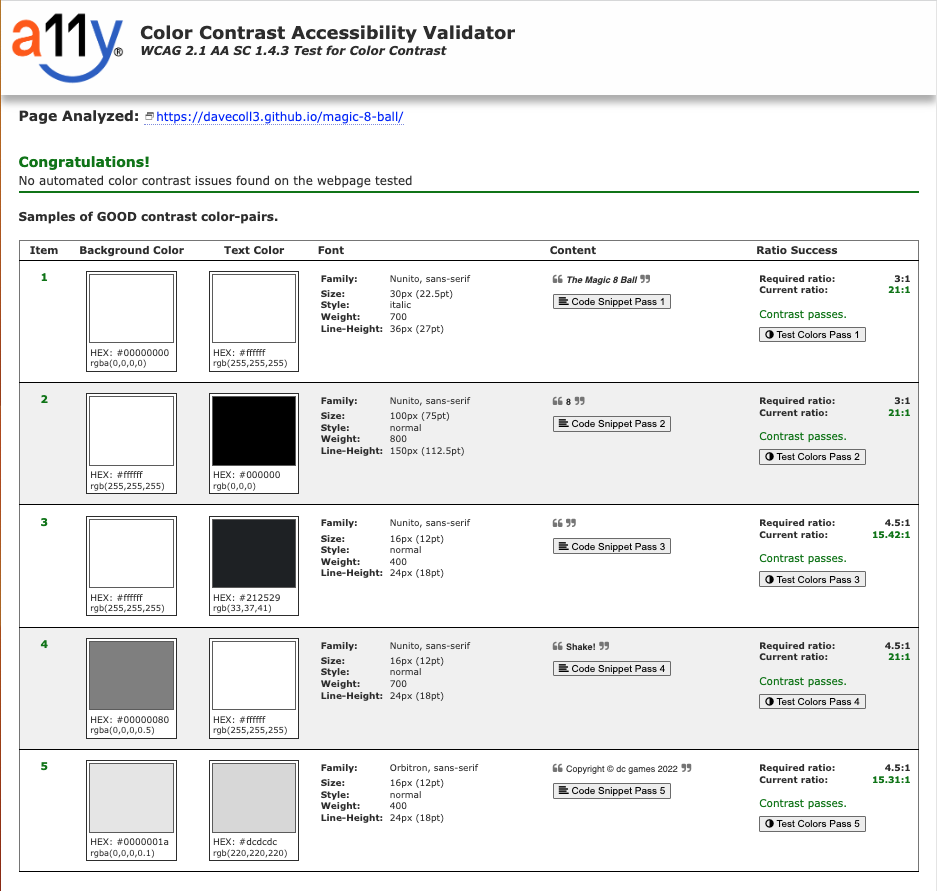 a11y®
Color Contrast Accessibility Validator
WCAG 2.1 AA SC 1.4.3 Test for Color Contrast
Page Analyzed: https://davecoll3.github.io/magic-8-ball/
Congratulations!
No automated color contrast issues found on the webpage tested
Samples of GOOD contrast color-pairs.
Item Background Color Text Color Font Content Ratio Success
1
HEX: #00000000
rgba(0,0,0,0)
HEX: #ffffff
rgb(255,255,255)
Family: Nunito, sans-serif
Size: 30px (22.5pt)
Style: italic
Weight: 700
Line-Height: 36px (27pt)
“ The Magic 8 Ball ”
Code Snippet Pass 1
Required ratio: 3:1
Current ratio: 21:1
Contrast passes.
Test Colors Pass 1
2
HEX: #ffffff
rgb(255,255,255)
HEX: #000000
rgb(0,0,0)
Family: Nunito, sans-serif
Size: 100px (75pt)
Style: normal
Weight: 800
Line-Height: 150px (112.5pt)
“ 8 ”
Code Snippet Pass 2
Required ratio: 3:1
Current ratio: 21:1
Contrast passes.
Test Colors Pass 2
3
HEX: #ffffff
rgb(255,255,255)
HEX: #212529
rgb(33,37,41)
Family: Nunito, sans-serif
Size: 16px (12pt)
Style: normal
Weight: 400
Line-Height: 24px (18pt)
“ ”
Code Snippet Pass 3
Required ratio: 4.5:1
Current ratio: 15.42:1
Contrast passes.
Test Colors Pass 3
4
HEX: #00000080
rgba(0,0,0,0.5)
HEX: #ffffff
rgb(255,255,255)
Family: Nunito, sans-serif
Size: 16px (12pt)
Style: normal
Weight: 700
Line-Height: 24px (18pt)
“ Shake! ”
Code Snippet Pass 4
Required ratio: 4.5:1
Current ratio: 21:1
Contrast passes.
Test Colors Pass 4
5
HEX: #0000001a
rgba(0,0,0,0.1)
HEX: #dcdcdc
rgb(220,220,220)
Family: Orbitron, sans-serif
Size: 16px (12pt)
Style: normal
Weight: 400
Line-Height: 24px (18pt)
“ Copyright © dc games 2022 ”
Code Snippet Pass 5
Required ratio: 4.5:1
Current ratio: 15.31:1
Contrast passes.
Test Colors Pass 5